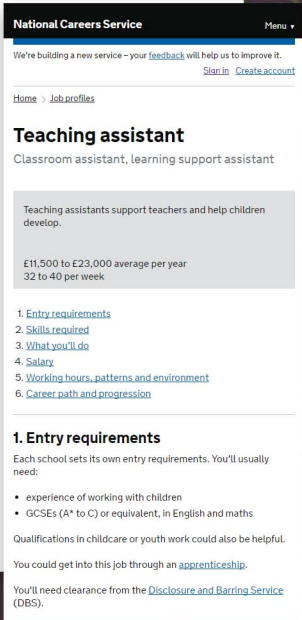 National Careers Service
Menu ▾
We're building a new service – your feedback will help us to improve it.
Sign in Create account
Home > Job profiles
Teaching assistant
Classroom assistant, learning support assistant
Teaching assistants support teachers and help children
develop.
£11,500 to £23,000 average per year
32 to 40 per week
1. Entry requirements
2. Skills required
3. What you'll do
4. Salary
5. Working hours, patterns and environment
6. Career path and progression
1. Entry requirements
Each school sets its own entry requirements. You'll usually
need:
• experience of working with children
• GCSEs (A* to C) or equivalent, in English and maths
Qualifications in childcare or youth work could also be helpful.
You could get into this job through an apprenticeship.
You'll need clearance from the Disclosure and Barring Service
(DBS).